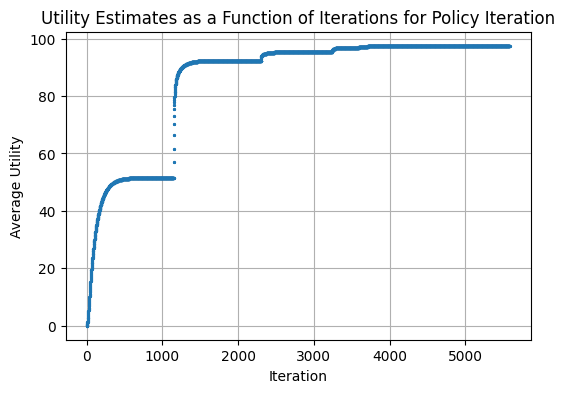 Utility Estimates as a Function of Iterations for Policy Iteration
100
80
60
40
20
0
Average Utility
0 1000 2000 3000 4000 5000
Iteration